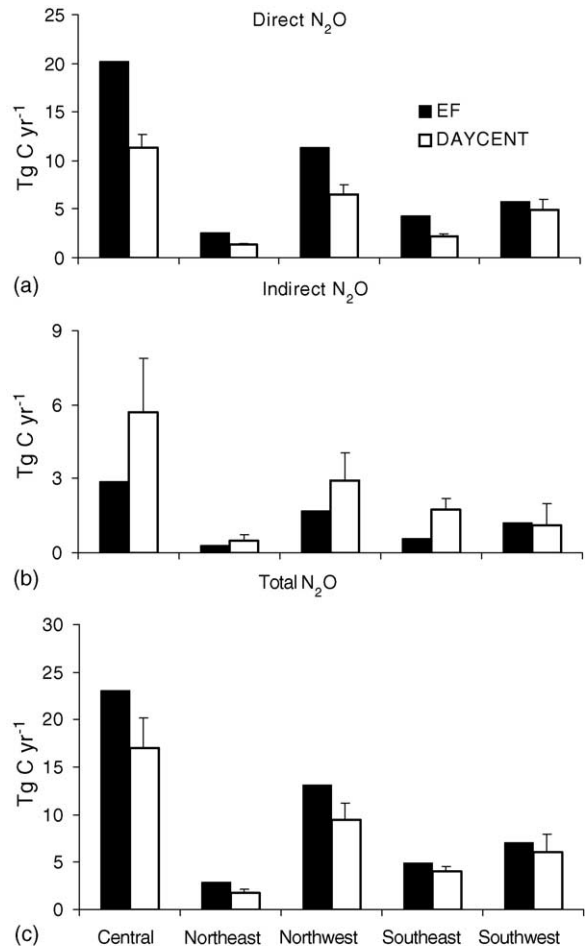 Direct N₂O
25
20
15
10
5
0
Tg C yr⁻¹
EF
DAYCENT
(a)
Indirect N₂O
9
6
3
0
Tg C yr⁻¹
(b)
Total N₂O
30
25
20
15
10
5
0
Tg C yr⁻¹
(c)
Central Northeast Northwest Southeast Southwest